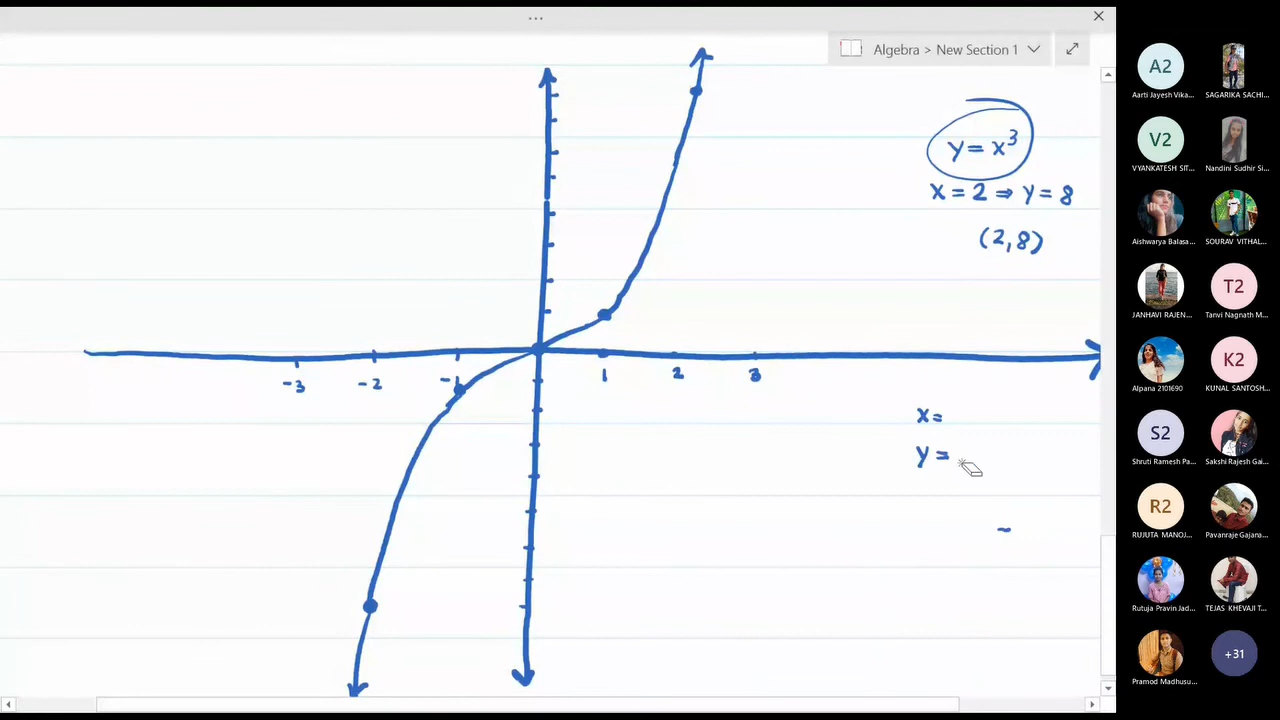 ...
Algebra > New Section 1
y = x³
x = 2 ⇒ y = 8
(2,8)
-3 -2 -1 1 2 3
x =
y =
-
A2
Aarti Jayesh Vika...
SAGARIKA SACHI...
V2
VYANKATESH SIT...
Nandini Sudhir Si...
Aishwarya Balasa...
SOURAV VITHAL...
JANHAVI RAJEN...
T2
Tanvi Nagnath M...
Alpana 2101690
K2
KUNAL SANTOSH...
S2
Shruti Ramesh Pa...
Sakshi Rajesh Gai...
R2
RUJUTA MANOJ...
Pavanraje Gajana...
Rutuja Pravin Jad...
TEJAS KHEVAJI T...
Pramod Madhusu...
+31